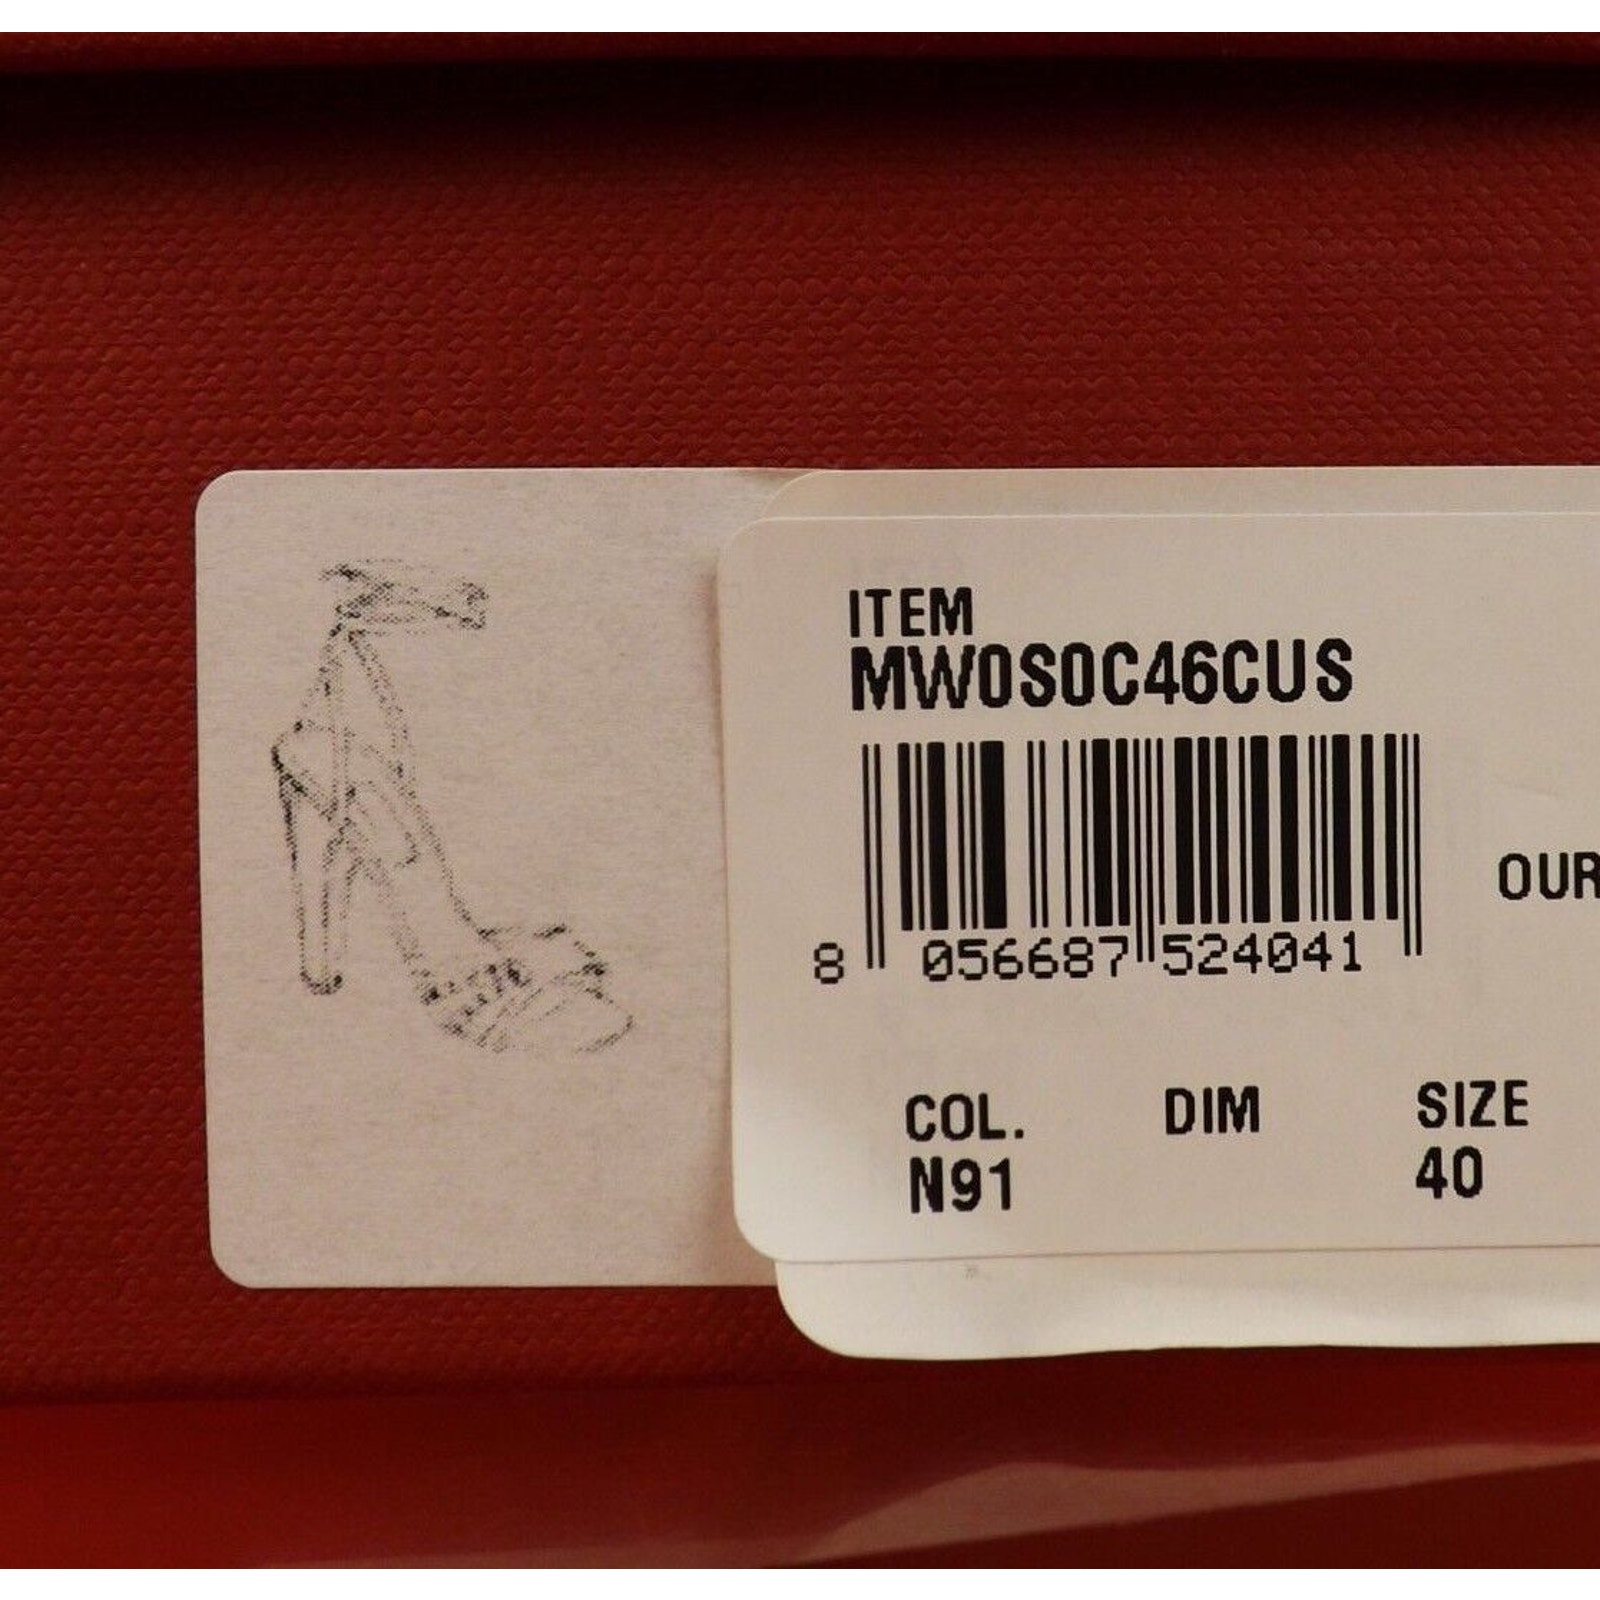 ITEM
MW0S0C46CUS
OUR
8 056687 524041
COL. DIM SIZE
N91 40